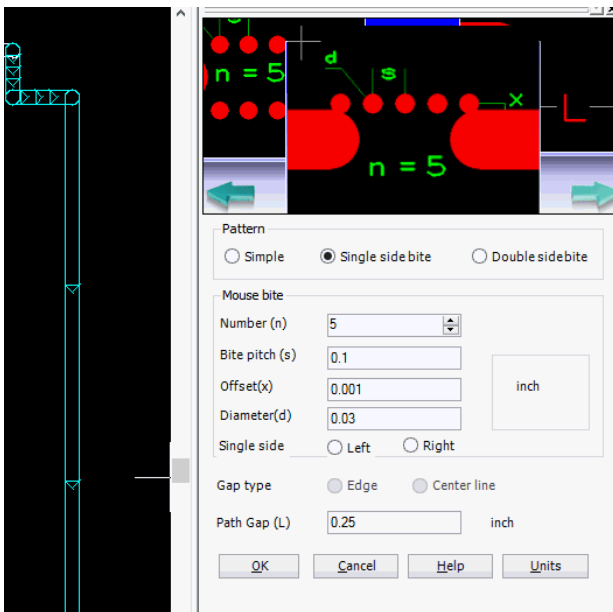 n = 5
d
s
x
n = 5
L
Pattern
Simple
Single side bite
Double sidebite
Mouse bite
Number (n)
5
Bite pitch (s)
0.1
Offset(x)
0.001
inch
Diameter(d)
0.03
Single side
Left
Right
Gap type
Edge
Center line
Path Gap (L)
0.25
inch
OK
Cancel
Help
Units